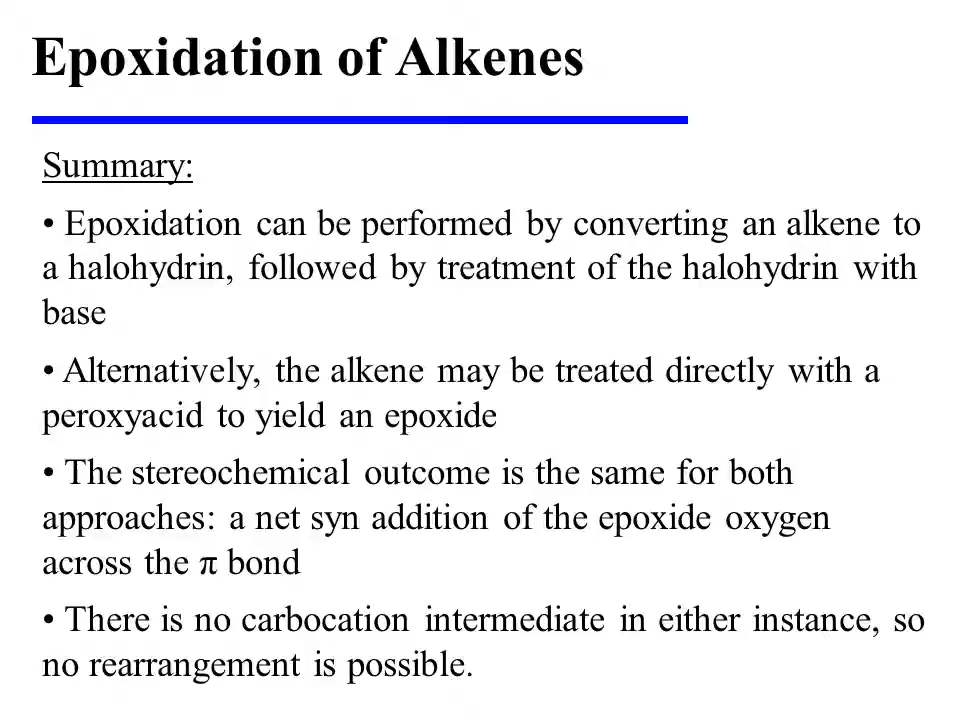 Epoxidation of Alkenes
Summary:
• Epoxidation can be performed by converting an alkene to
a halohydrin, followed by treatment of the halohydrin with
base
• Alternatively, the alkene may be treated directly with a
peroxyacid to yield an epoxide
• The stereochemical outcome is the same for both
approaches: a net syn addition of the epoxide oxygen
across the π bond
• There is no carbocation intermediate in either instance, so
no rearrangement is possible.